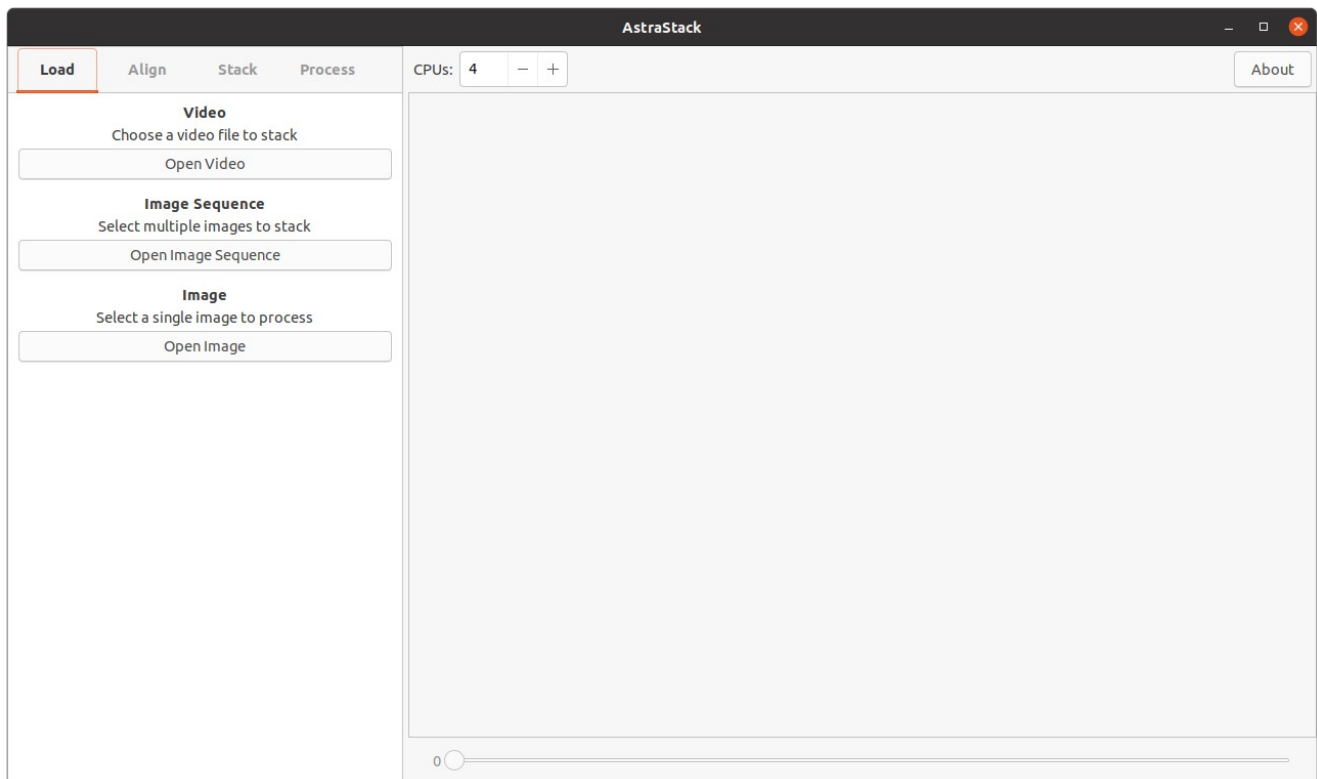 AstraStack
Load Align Stack Process CPUs: 4 − + About
Video
Choose a video file to stack
Open Video
Image Sequence
Select multiple images to stack
Open Image Sequence
Image
Select a single image to process
Open Image
0